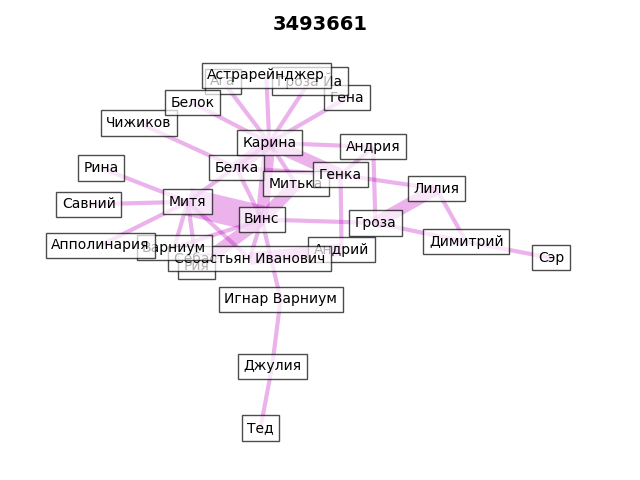 3493661
Астрарейнджер
Ага
Гроза Йа
Гена
Белок
Чижиков
Карина
Андрия
Рина
Белка
Генка
Митька
Лилия
Савний
Митя
Винс
Гроза
Апполинария
Варниум
Андрий
Димитрий
Себастьян Иванович
Рия
Сэр
Игнар Варниум
Джулия
Тед